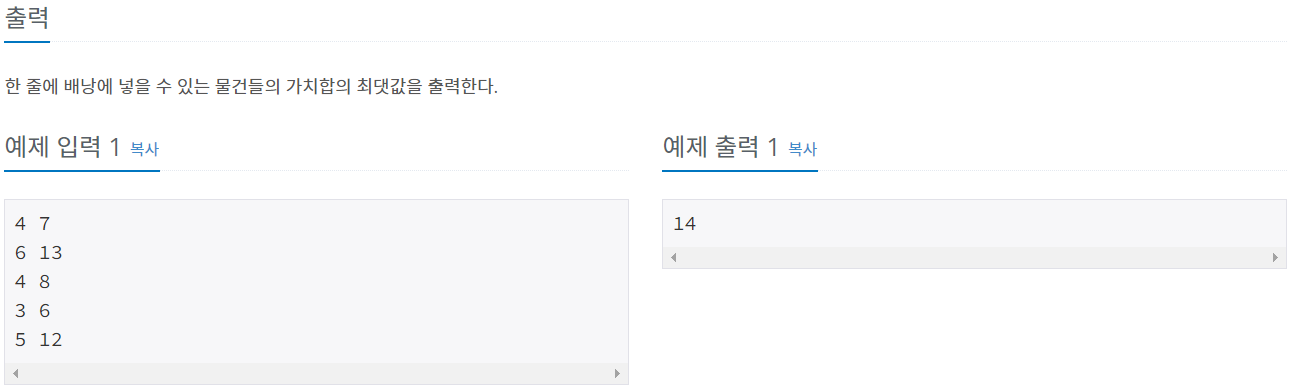 출력
한 줄에 배낭에 넣을 수 있는 물건들의 가치합의 최댓값을 출력한다.
예제 입력 1 복사
4 7
6 13
4 8
3 6
5 12
예제 출력 1 복사
14